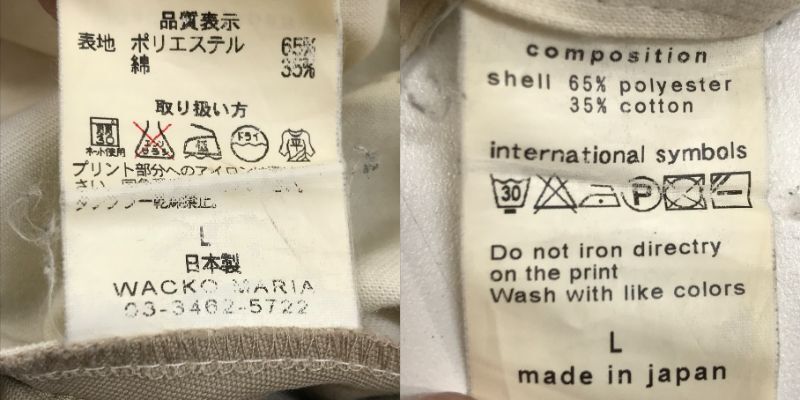 品質表示
表地 ポリエステル 65%
綿 35%
取り扱い方
ネット使用
ドライ
プリント部分へのアイロンは
さい
タンブラー乾燥禁止。
L
日本製
WACKO MARIA
03-3462-5722
composition
shell 65% polyester
35% cotton
international symbols
30 P
Do not iron directry
on the print
Wash with like colors
L
made in japan